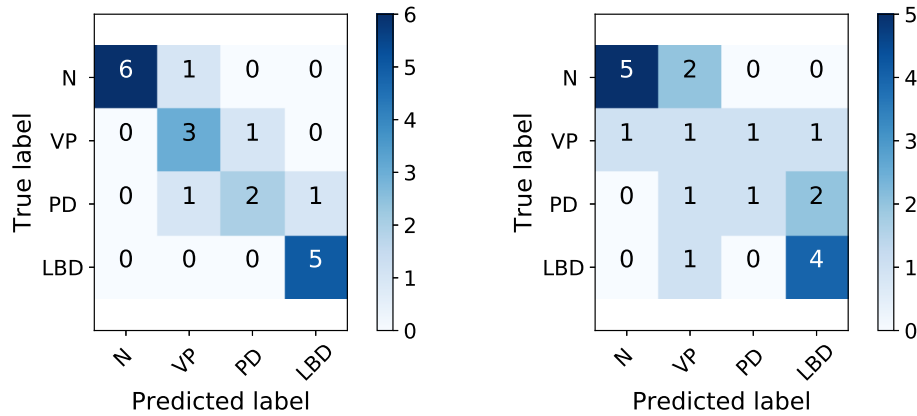 True label
N 6 1 0 0
VP 0 3 1 0
PD 0 1 2 1
LBD 0 0 0 5
N VP PD LBD
Predicted label
6
5
4
3
2
1
0
True label
N 5 2 0 0
VP 1 1 1 1
PD 0 1 1 2
LBD 0 1 0 4
N VP PD LBD
Predicted label
5
4
3
2
1
0